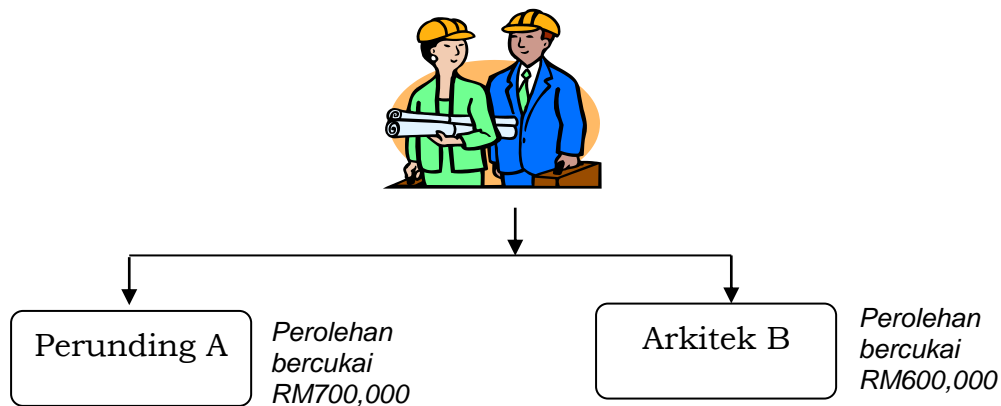 Perunding A
Perolehan
bercukai
RM700,000
Arkitek B
Perolehan
bercukai
RM600,000